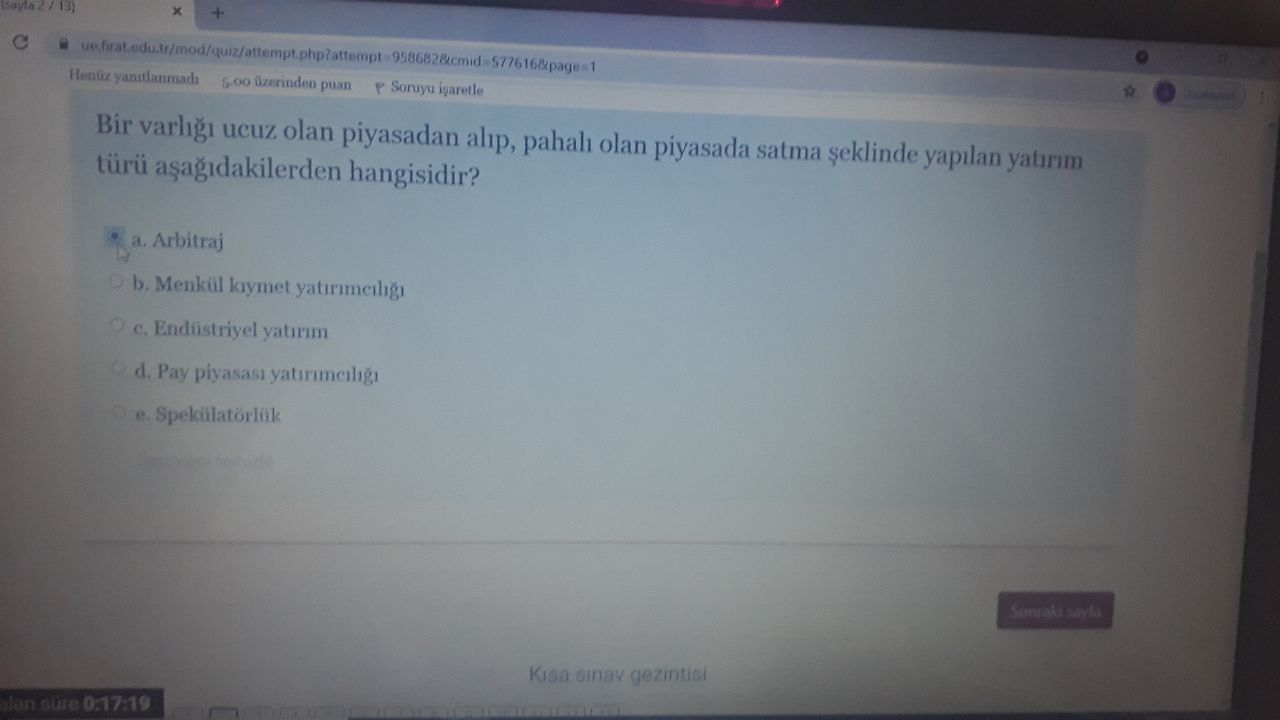 (sayfa 2 / 13)
ue.firat.edu.tr/mod/quiz/attempt.php?attempt=958682&cmid=577616&page=1
Henüz yanıtlanmadı 5,00 üzerinden puan Soruyu işaretle
Bir varlığı ucuz olan piyasadan alıp, pahalı olan piyasada satma şeklinde yapılan yatırım
türü aşağıdakilerden hangisidir?
a. Arbitraj
b. Menkül kıymet yatırımcılığı
c. Endüstriyel yatırım
d. Pay piyasası yatırımcılığı
e. Spekülatörlük
Sonraki sayfa
Kısa sınav gezintisi
alan süre 0:17:19